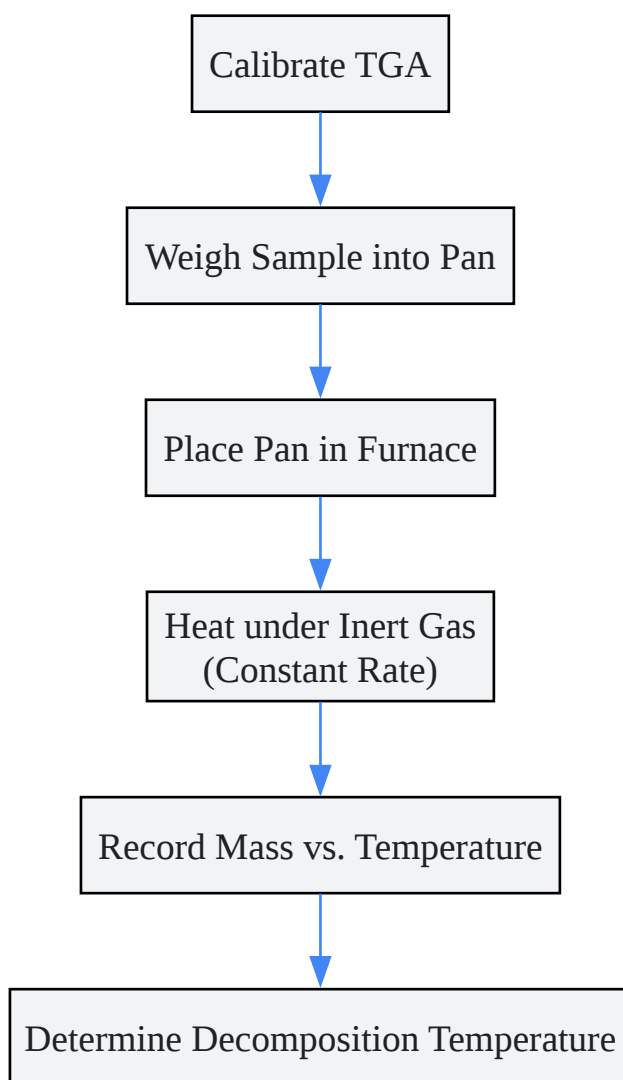 Calibrate TGA
Weigh Sample into Pan
Place Pan in Furnace
Heat under Inert Gas
(Constant Rate)
Record Mass vs. Temperature
Determine Decomposition Temperature